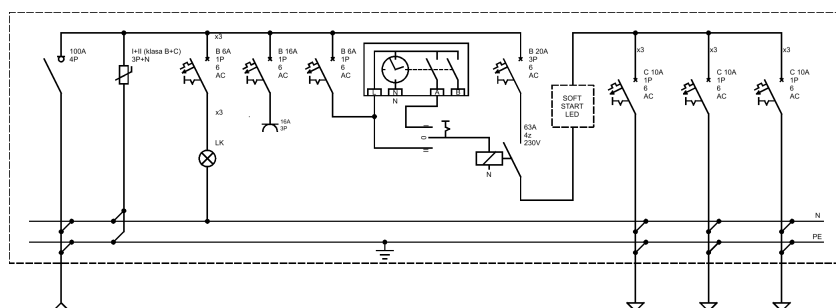 100A
4P
I+II (klasa B+C)
3P+N
x3
B 6A
1P
6
AC
x3
LK
B 16A
1P
6
AC
16A
3P
B 6A
1P
6
AC
L N A B
N
I
0
II
N
B 20A
3P
6
AC
63A
4z
230V
SOFT
START
LED
x3
C 10A
1P
6
AC
x3
C 10A
1P
6
AC
x3
C 10A
1P
6
AC
N
PE